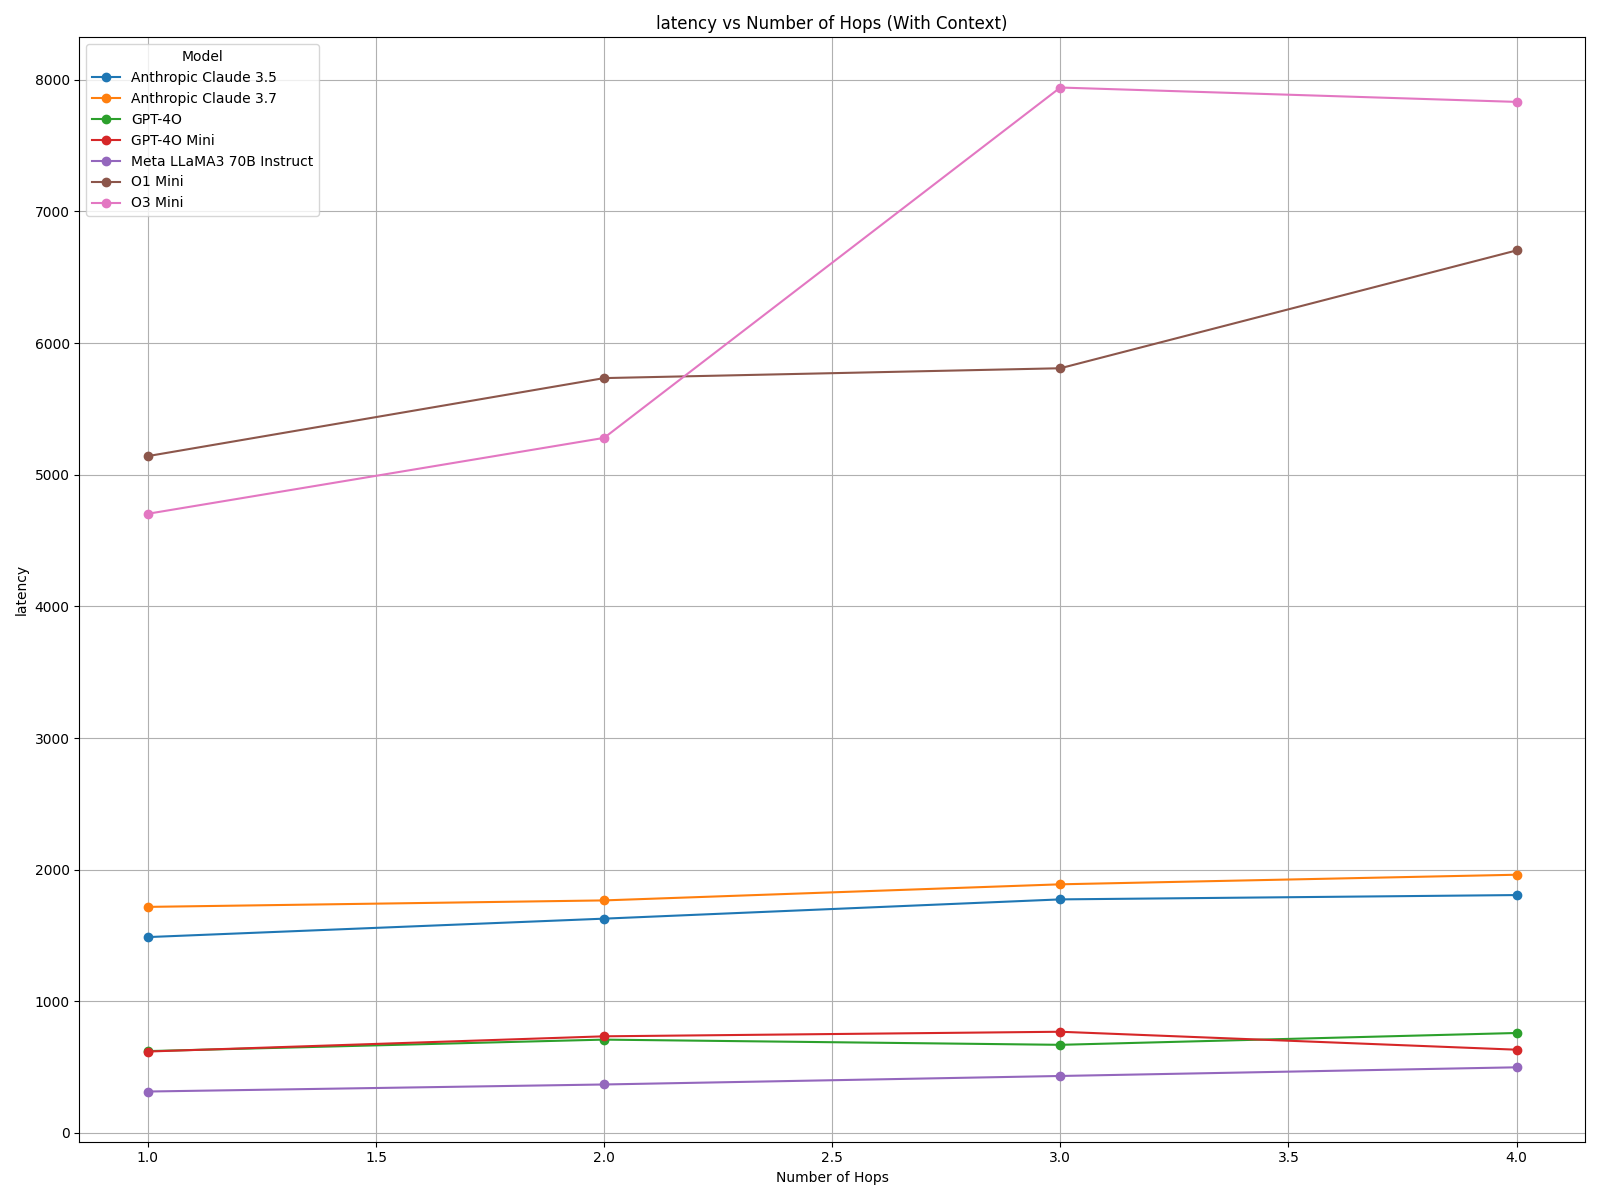 latency vs Number of Hops (With Context)
Model
Anthropic Claude 3.5
Anthropic Claude 3.7
GPT-4O
GPT-4O Mini
Meta LLaMA3 70B Instruct
O1 Mini
O3 Mini
latency
8000
7000
6000
5000
4000
3000
2000
1000
0
1.0 1.5 2.0 2.5 3.0 3.5 4.0
Number of Hops